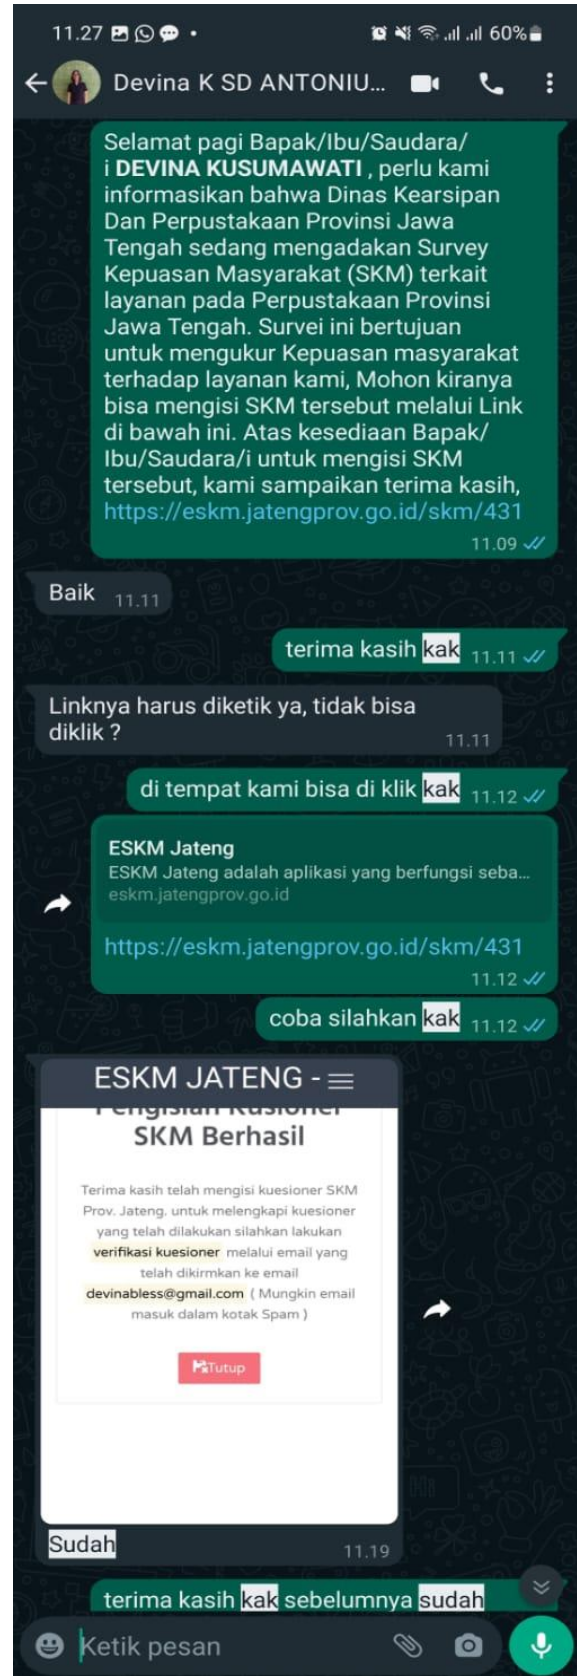 11.27
60%
Devina K SD ANTONIU...
Selamat pagi Bapak/Ibu/Saudara/
i DEVINA KUSUMAWATI , perlu kami
informasikan bahwa Dinas Kearsipan
Dan Perpustakaan Provinsi Jawa
Tengah sedang mengadakan Survey
Kepuasan Masyarakat (SKM) terkait
layanan pada Perpustakaan Provinsi
Jawa Tengah. Survei ini bertujuan
untuk mengukur Kepuasan masyarakat
terhadap layanan kami, Mohon kiranya
bisa mengisi SKM tersebut melalui Link
di bawah ini. Atas kesediaan Bapak/
Ibu/Saudara/i untuk mengisi SKM
tersebut, kami sampaikan terima kasih,
https://eskm.jatengprov.go.id/skm/431
11.09
Baik 11.11
terima kasih kak 11.11
Linknya harus diketik ya, tidak bisa
diklik ?
11.11
di tempat kami bisa di klik kak 11.12
ESKM Jateng
ESKM Jateng adalah aplikasi yang berfungsi seba...
eskm.jatengprov.go.id
https://eskm.jatengprov.go.id/skm/431
11.12
coba silahkan kak 11.12
ESKM JATENG -
Pengisian Kusioner
SKM Berhasil
Terima kasih telah mengisi kuesioner SKM
Prov. Jateng. untuk melengkapi kuesioner
yang telah dilakukan silahkan lakukan
verifikasi kuesioner melalui email yang
telah dikirmkan ke email
devinabless@gmail.com ( Mungkin email
masuk dalam kotak Spam )
Tutup
Sudah 11.19
terima kasih kak sebelumnya sudah
Ketik pesan